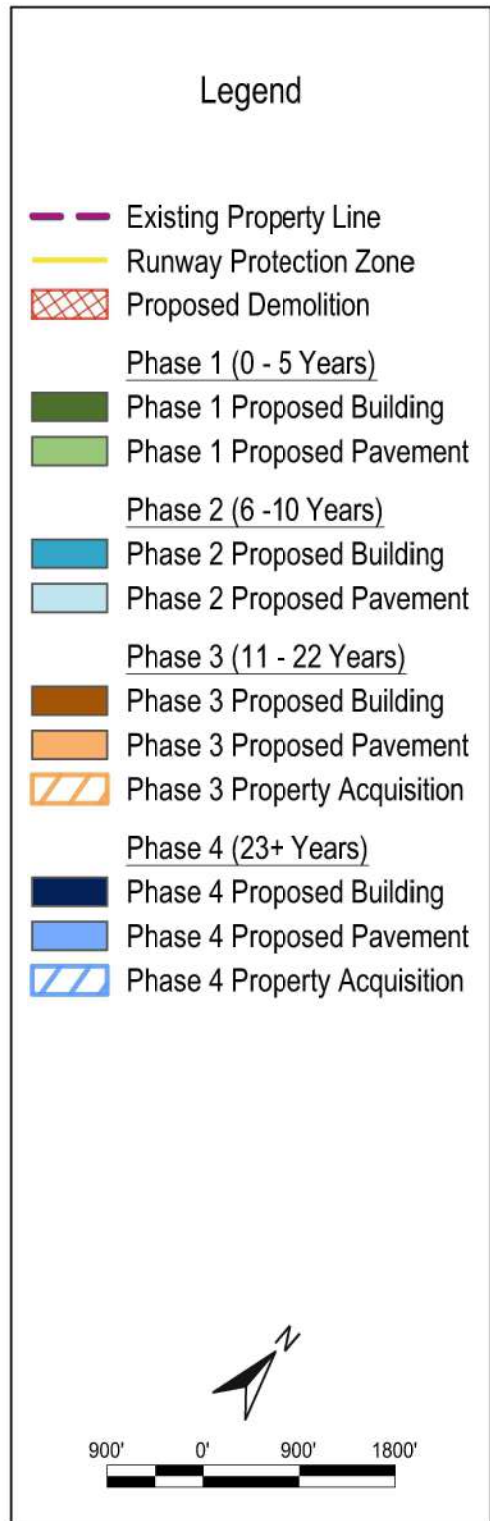 Legend
Existing Property Line
Runway Protection Zone
Proposed Demolition
Phase 1 (0 - 5 Years)
Phase 1 Proposed Building
Phase 1 Proposed Pavement
Phase 2 (6 -10 Years)
Phase 2 Proposed Building
Phase 2 Proposed Pavement
Phase 3 (11 - 22 Years)
Phase 3 Proposed Building
Phase 3 Proposed Pavement
Phase 3 Property Acquisition
Phase 4 (23+ Years)
Phase 4 Proposed Building
Phase 4 Proposed Pavement
Phase 4 Property Acquisition
N
900' 0' 900' 1800'